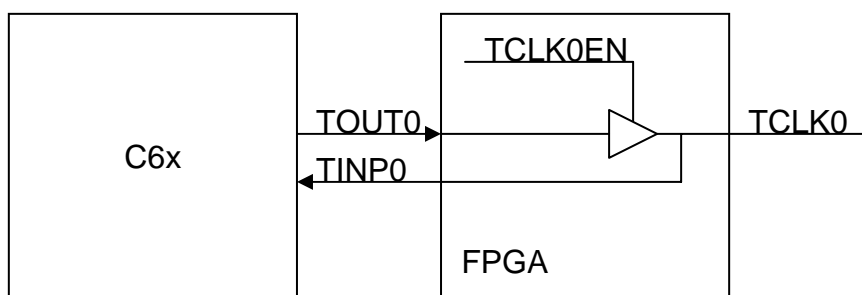 TCLK0EN
TOUT0
TCLK0
C6x
TINP0
FPGA